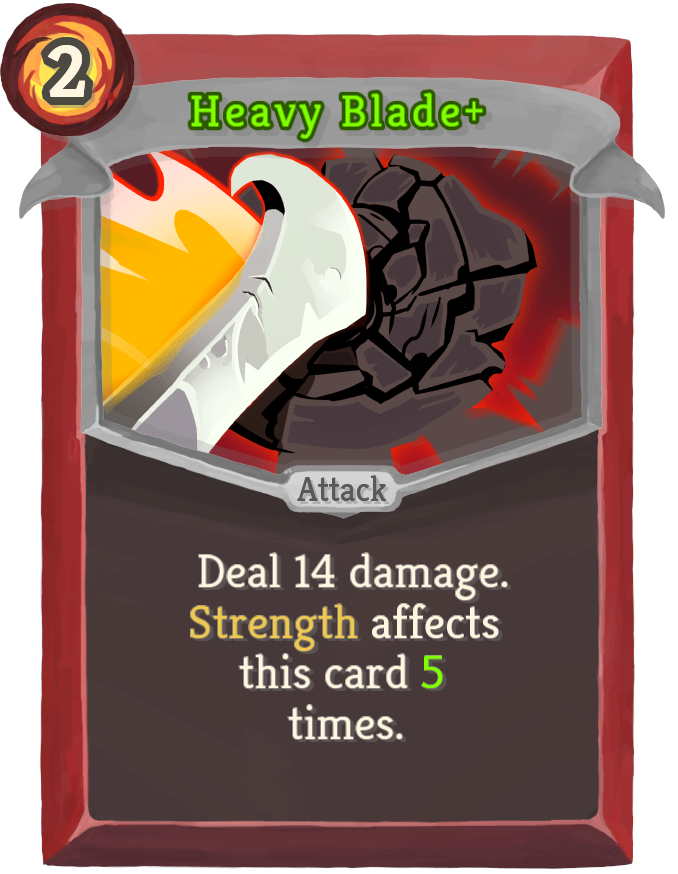 2
Heavy Blade+
Attack
Deal 14 damage.
Strength affects
this card 5
times.